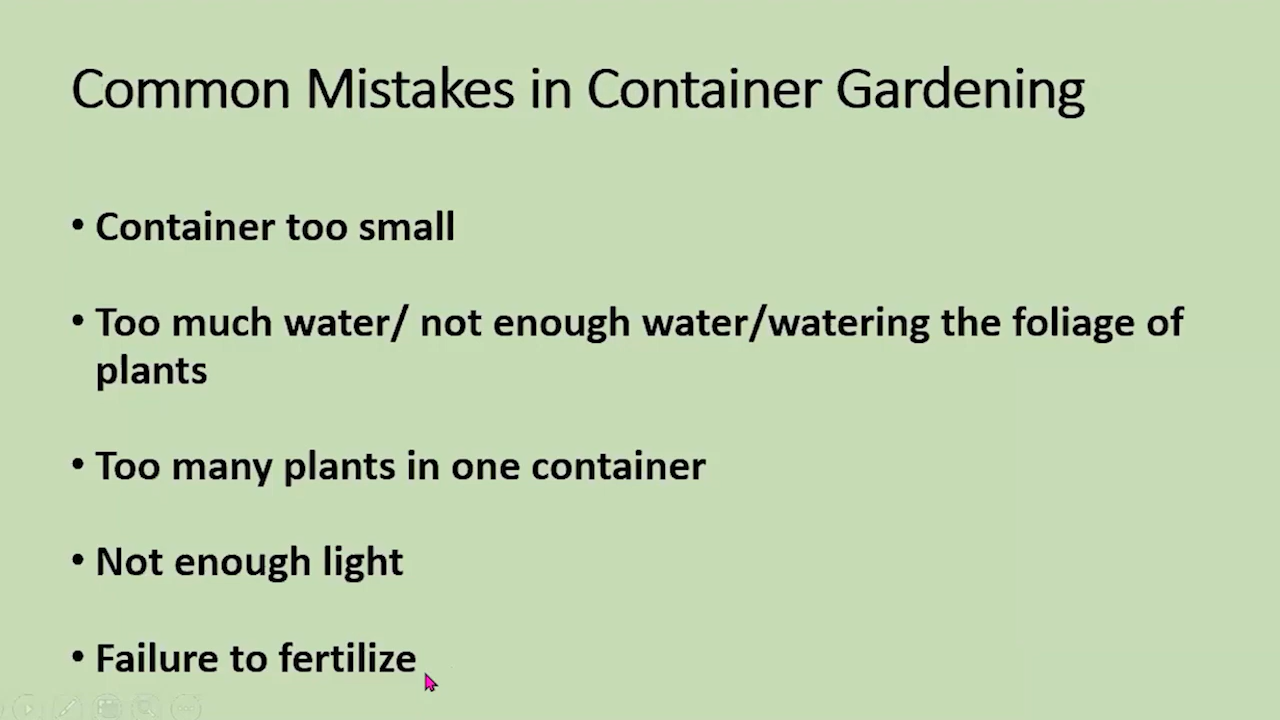 Common Mistakes in Container Gardening
• Container too small
• Too much water/ not enough water/watering the foliage of
plants
• Too many plants in one container
• Not enough light
• Failure to fertilize